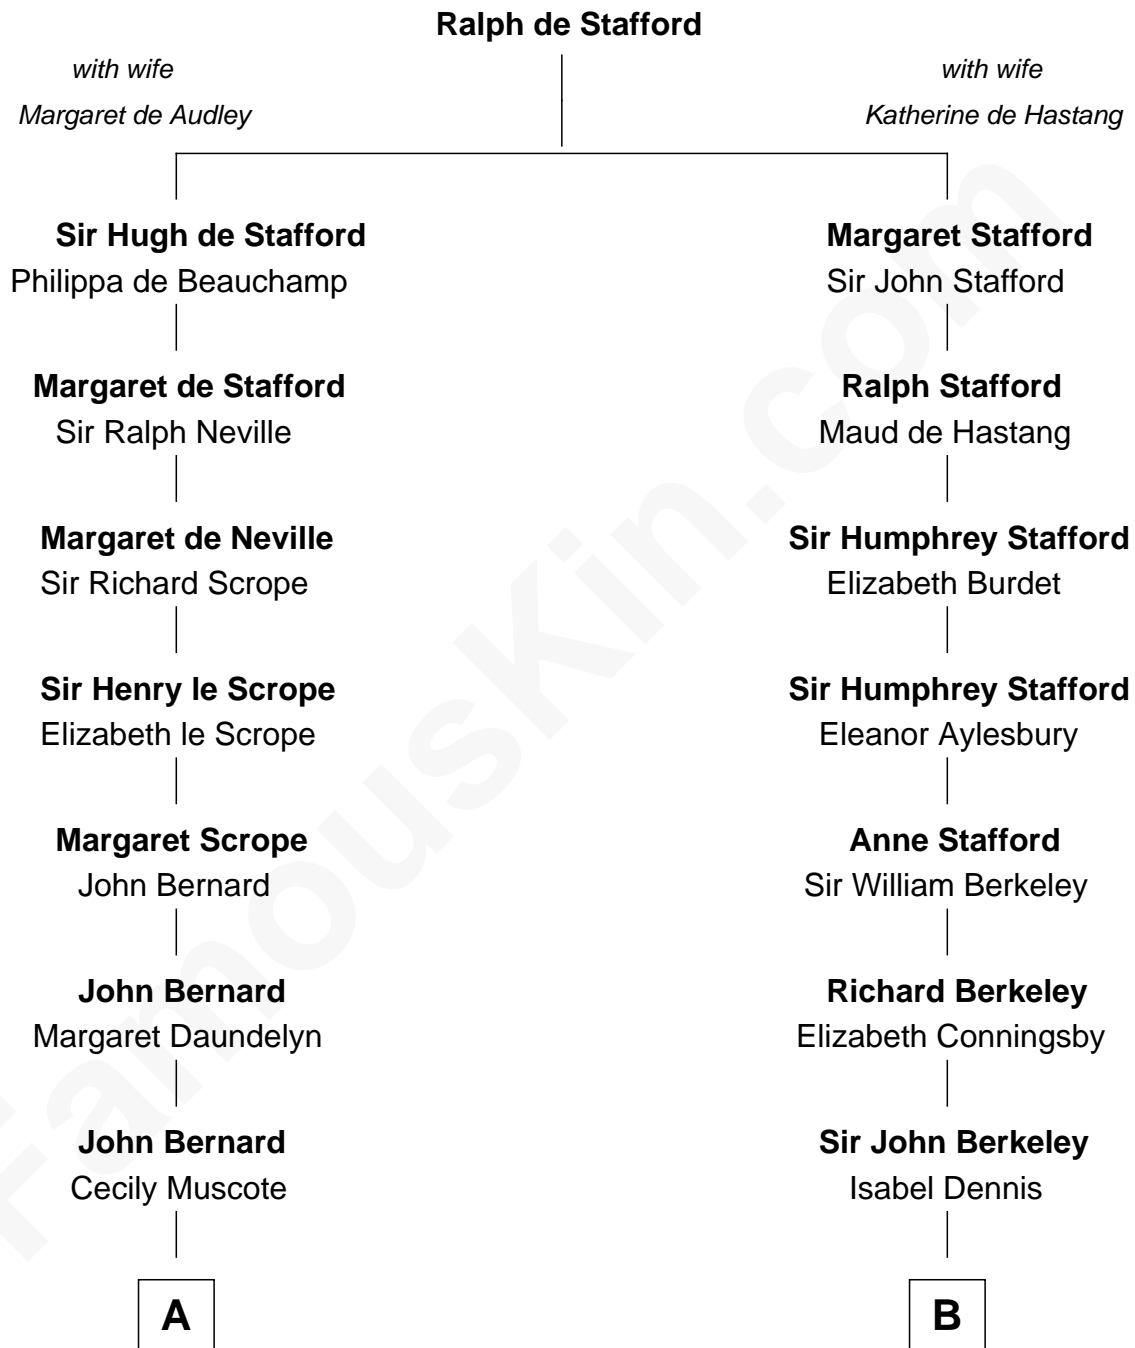 Ralph de Stafford
with wife
Margaret de Audley
with wife
Katherine de Hastang
Sir Hugh de Stafford
Philippa de Beauchamp
Margaret Stafford
Sir John Stafford
Margaret de Stafford
Sir Ralph Neville
Ralph Stafford
Maud de Hastang
Margaret de Neville
Sir Richard Scrope
Sir Humphrey Stafford
Elizabeth Burdet
Sir Henry le Scrope
Elizabeth le Scrope
Sir Humphrey Stafford
Eleanor Aylesbury
Margaret Scrope
John Bernard
Anne Stafford
Sir William Berkeley
John Bernard
Margaret Daundelyn
Richard Berkeley
Elizabeth Conningsby
John Bernard
Cecily Muscote
Sir John Berkeley
Isabel Dennis
A
B
FamousKin.com